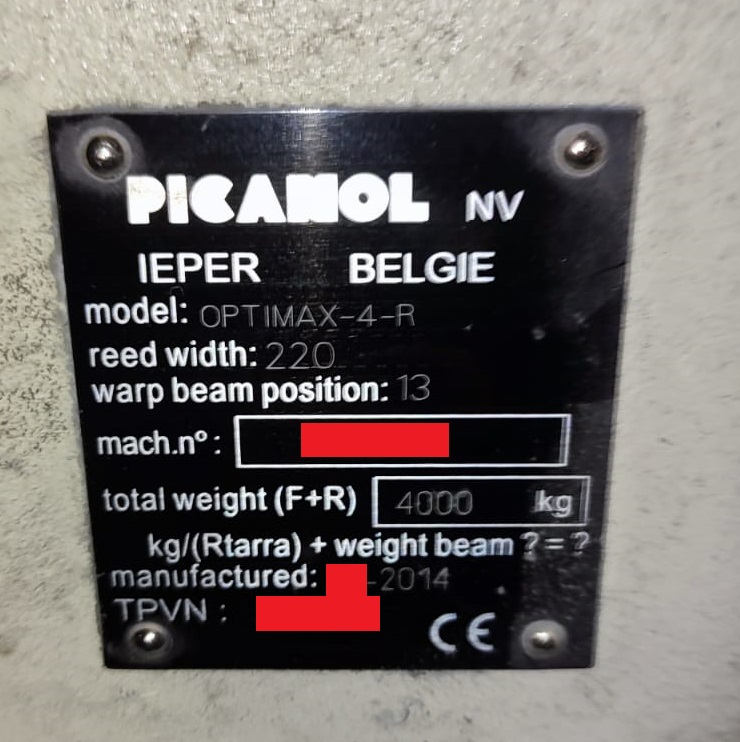 PICANOL NV
IEPER BELGIE
model: OPTIMAX-4-R
reed width: 220
warp beam position: 13
mach.nº:
total weight (F+R) 4000 kg
kg/(Rtarra) + weight beam ? = ?
manufactured: -2014
TPVN :
CE